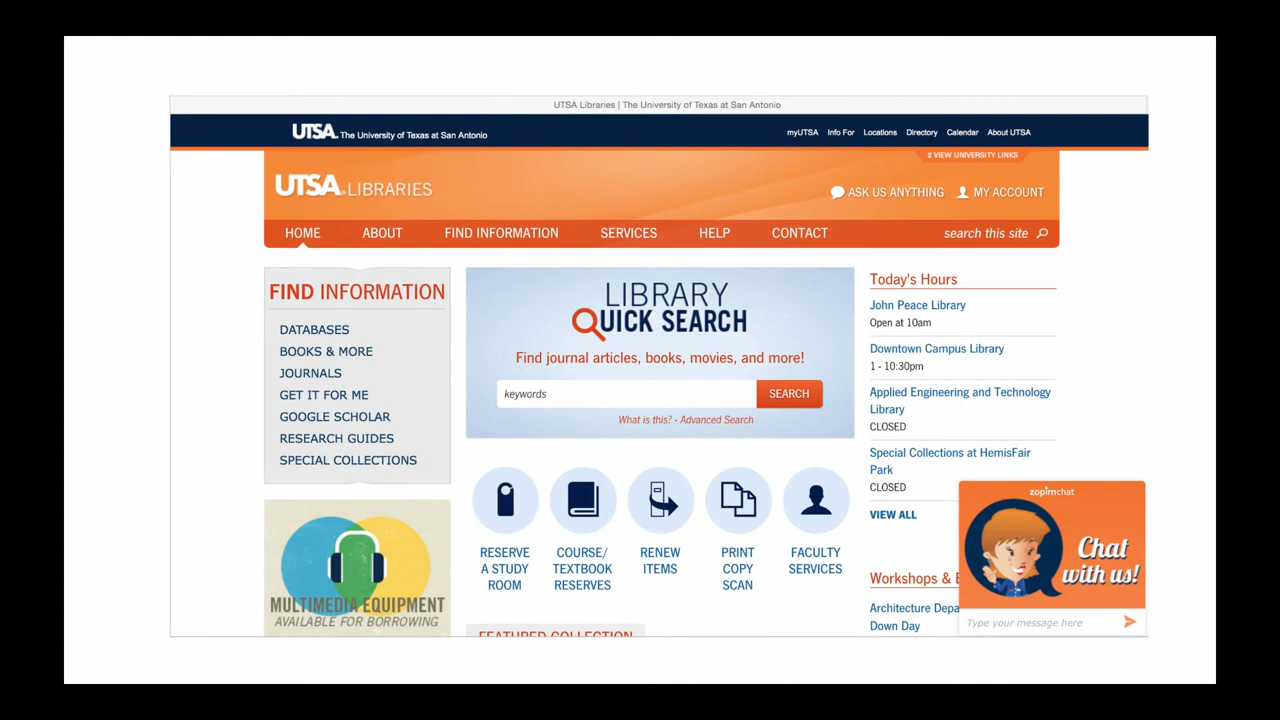 UTSA Libraries | The University of Texas at San Antonio
UTSA. The University of Texas at San Antonio
myUTSA Info For Locations Directory Calendar About UTSA
VIEW UNIVERSITY LINKS
UTSA. LIBRARIES
ASK US ANYTHING MY ACCOUNT
HOME ABOUT FIND INFORMATION SERVICES HELP CONTACT search this site
FIND INFORMATION
DATABASES
BOOKS & MORE
JOURNALS
GET IT FOR ME
GOOGLE SCHOLAR
RESEARCH GUIDES
SPECIAL COLLECTIONS
MULTIMEDIA EQUIPMENT
AVAILABLE FOR BORROWING
LIBRARY
QUICK SEARCH
Find journal articles, books, movies, and more!
keywords SEARCH
What is this? · Advanced Search
RESERVE
A STUDY
ROOM
COURSE/
TEXTBOOK
RESERVES
RENEW
ITEMS
PRINT
COPY
SCAN
FACULTY
SERVICES
FEATURED COLLECTION
Today's Hours
John Peace Library
Open at 10am
Downtown Campus Library
1 - 10:30pm
Applied Engineering and Technology
Library
CLOSED
Special Collections at HemisFair
Park
CLOSED
VIEW ALL
Workshops &
Architecture
Down Day
zopim chat
Chat
with us!
Type your message here